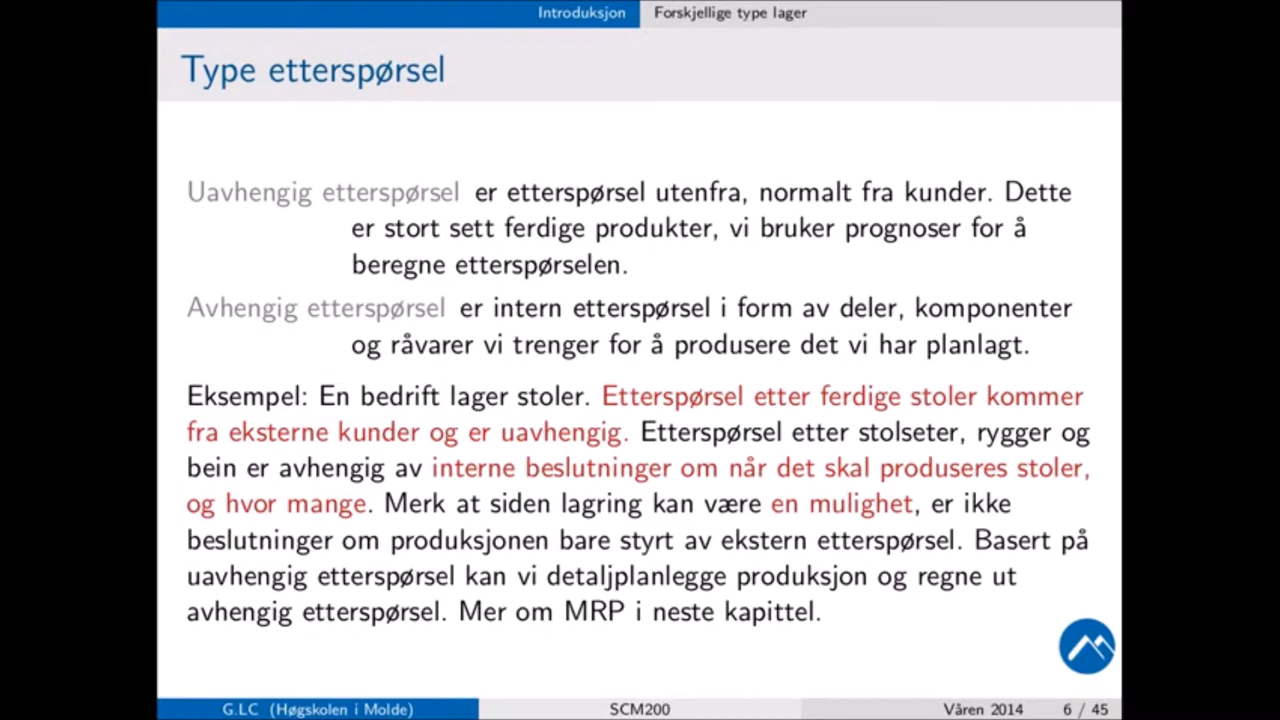 Introduksjon Forskjellige type lager
Type etterspørsel
Uavhengig etterspørsel er etterspørsel utenfra, normalt fra kunder. Dette
er stort sett ferdige produkter, vi bruker prognoser for å
beregne etterspørselen.
Avhengig etterspørsel er intern etterspørsel i form av deler, komponenter
og råvarer vi trenger for å produsere det vi har planlagt.
Eksempel: En bedrift lager stoler. Etterspørsel etter ferdige stoler kommer
fra eksterne kunder og er uavhengig. Etterspørsel etter stolseter, rygger og
bein er avhengig av interne beslutninger om når det skal produseres stoler,
og hvor mange. Merk at siden lagring kan være en mulighet, er ikke
beslutninger om produksjonen bare styrt av ekstern etterspørsel. Basert på
uavhengig etterspørsel kan vi detaljplanlegge produksjon og regne ut
avhengig etterspørsel. Mer om MRP i neste kapittel.
G.LC (Høgskolen i Molde) SCM200 Våren 2014 6 / 45